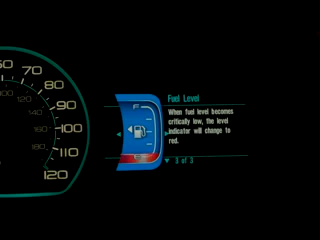 Fuel Level
When fuel level becomes
critically low, the level
indicator will change to
red.
3 of 3
F
E
60
70
80
90
100
110
120
100
120
140
160
180